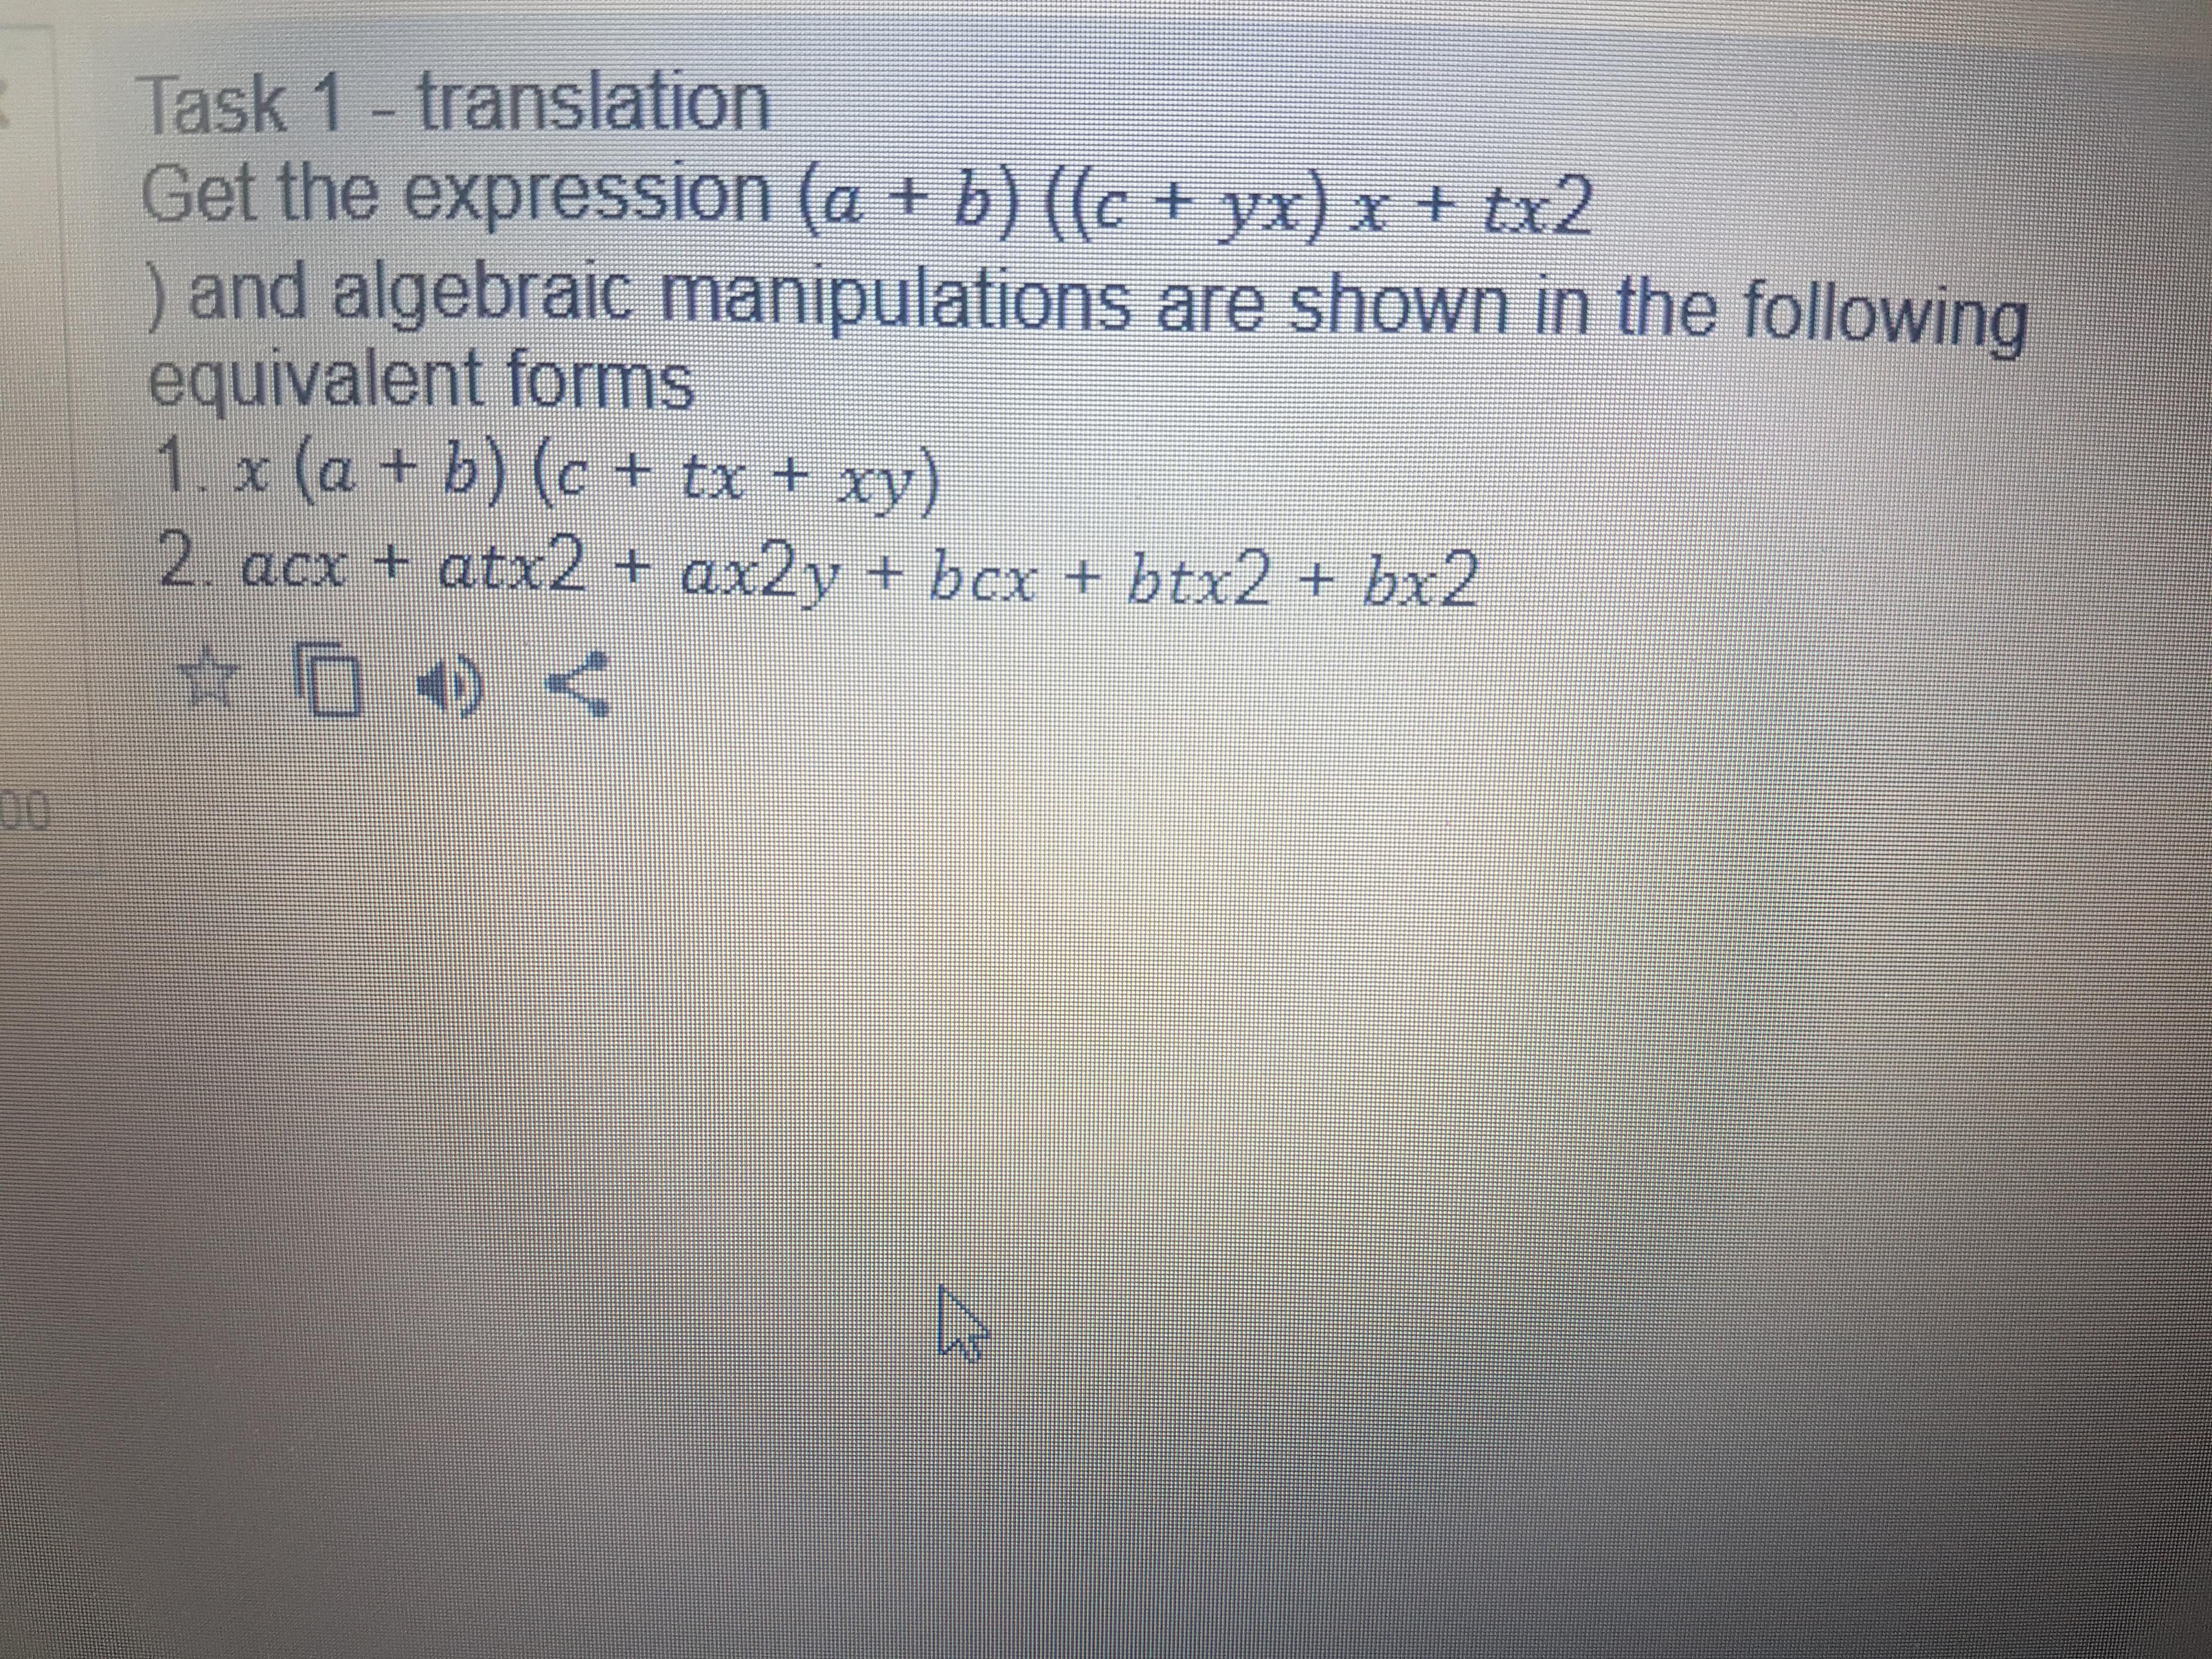 Task 1 - translation
Get the expression (a + b) ((c + yx) x + tx2
) and algebraic manipulations are shown in the following
equivalent forms
1. x (a + b) (c + tx + xy)
2. acx + atx2 + ax2y + bcx + btx2 + bx2
00